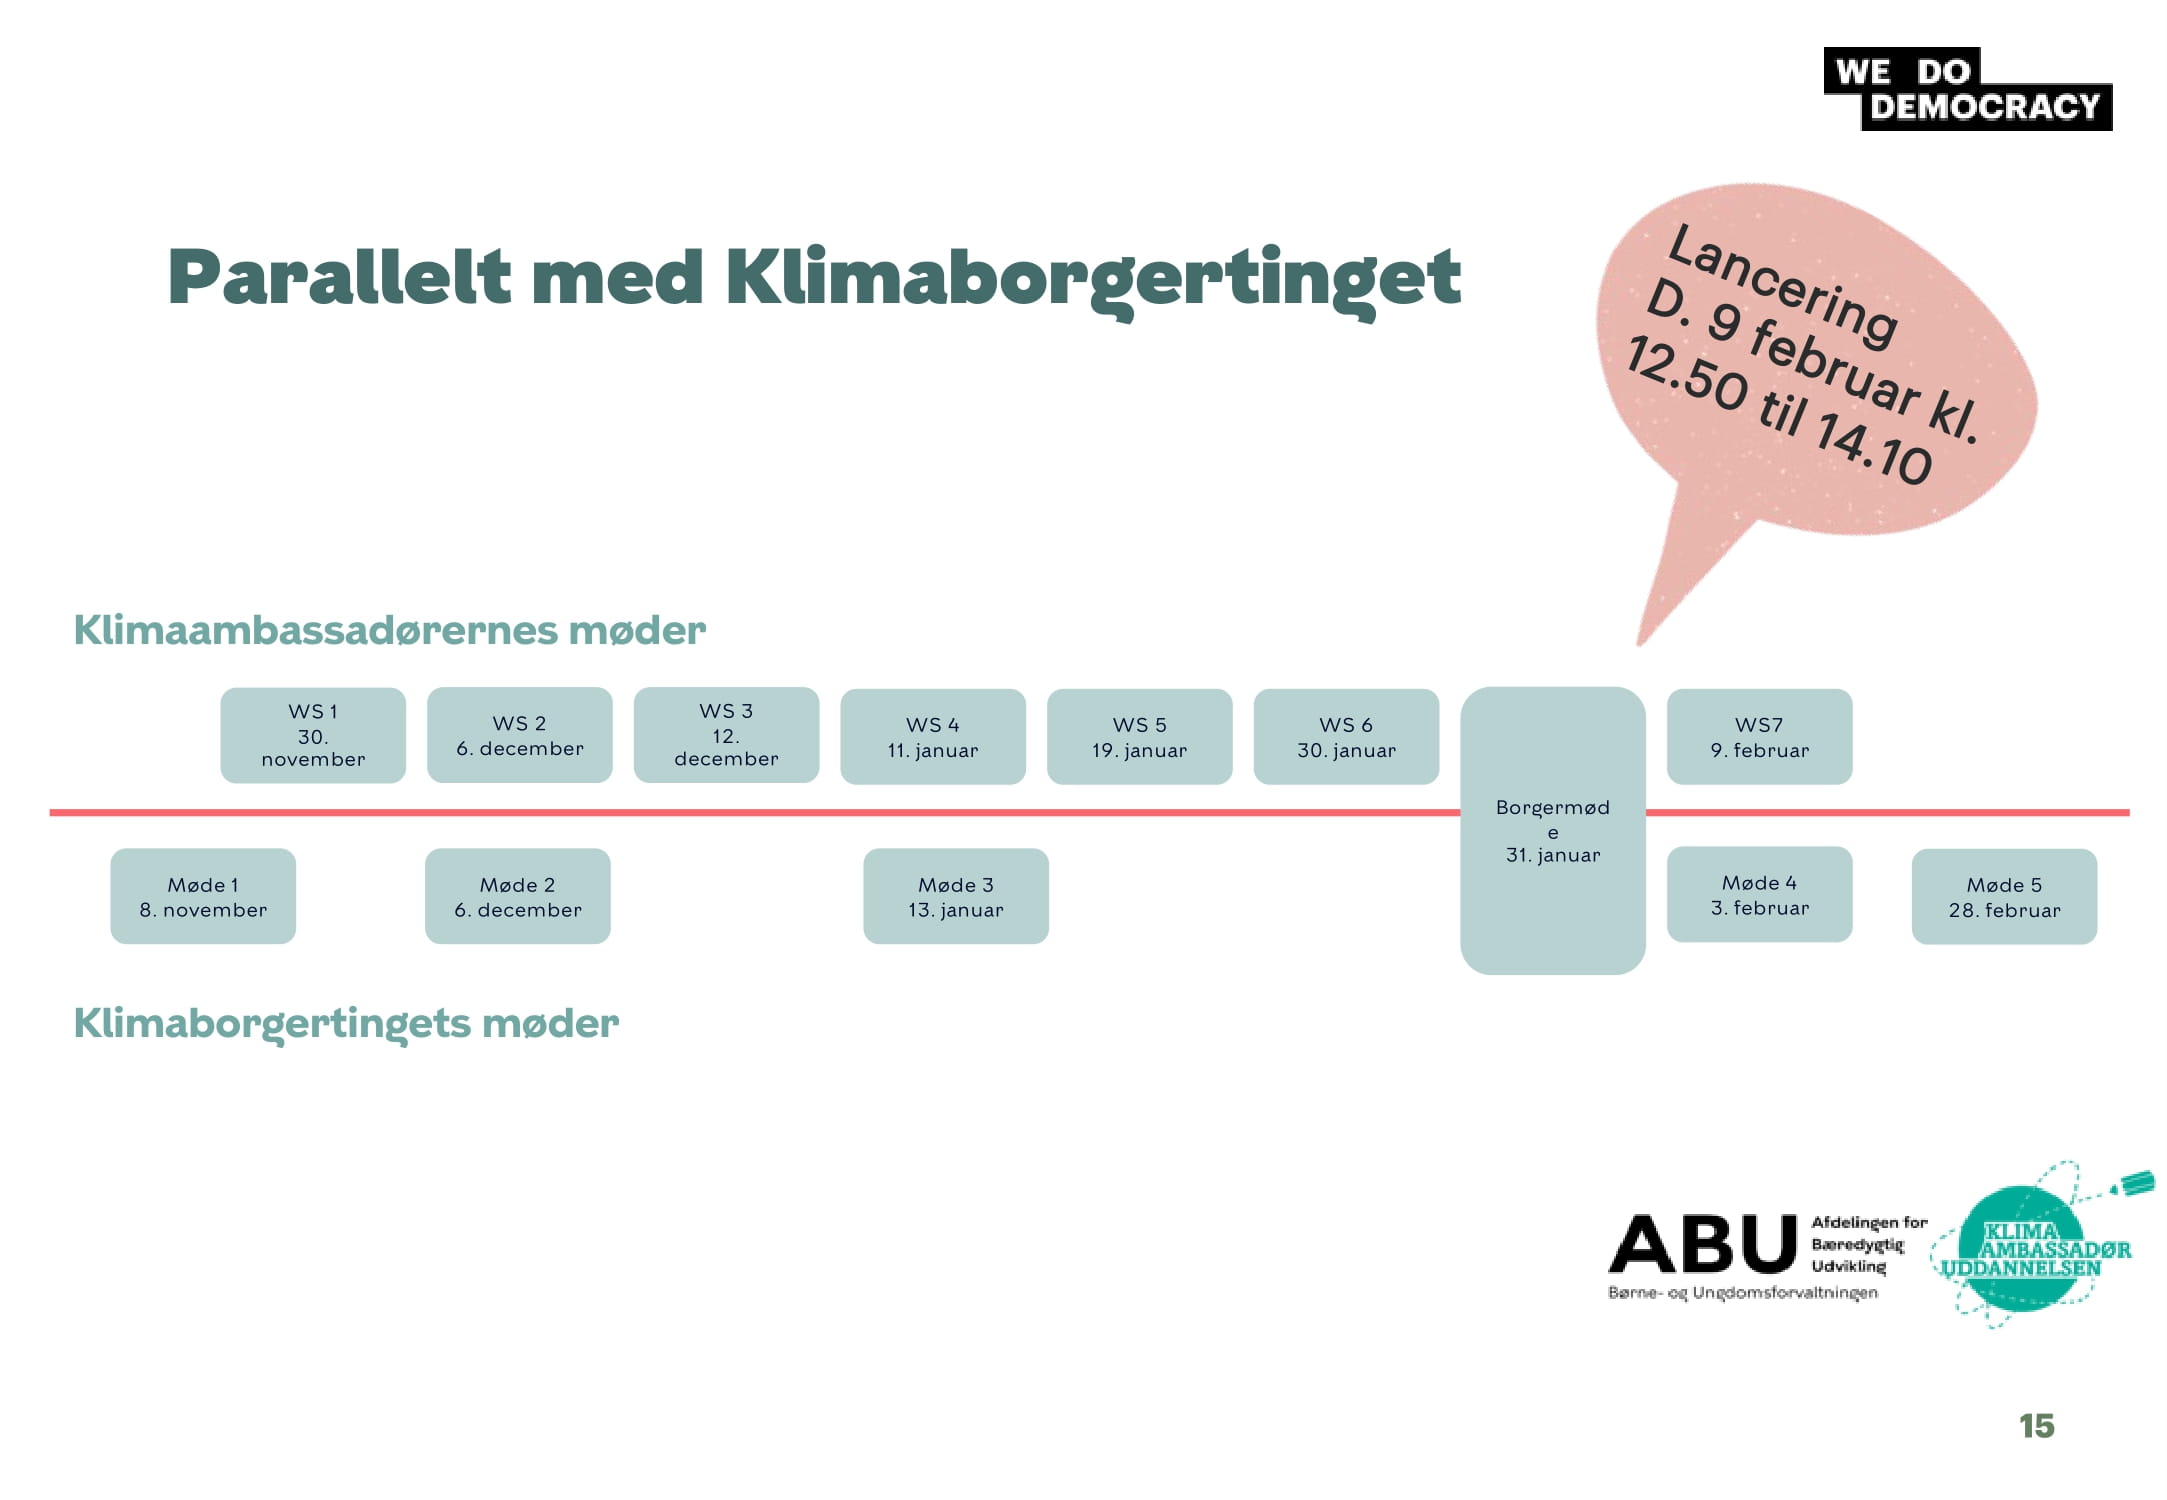 WE DO
DEMOCRACY
Parallelt med Klimaborgertinget
Lancering
D. 9 februar kl.
12.50 til 14.10
Klimaambassadørernes møder
WS 1
30.
november
WS 2
6. december
WS 3
12.
december
WS 4
11. januar
WS 5
19. januar
WS 6
30. januar
Borgermød
e
31. januar
WS7
9. februar
Møde 1
8. november
Møde 2
6. december
Møde 3
13. januar
Møde 4
3. februar
Møde 5
28. februar
Klimaborgertingets møder
ABU
Afdelingen for
Bæredygtig
Udvikling
Børne- og Ungdomsforvaltningen
KLIMA
AMBASSADØR
UDDANNELSEN
15